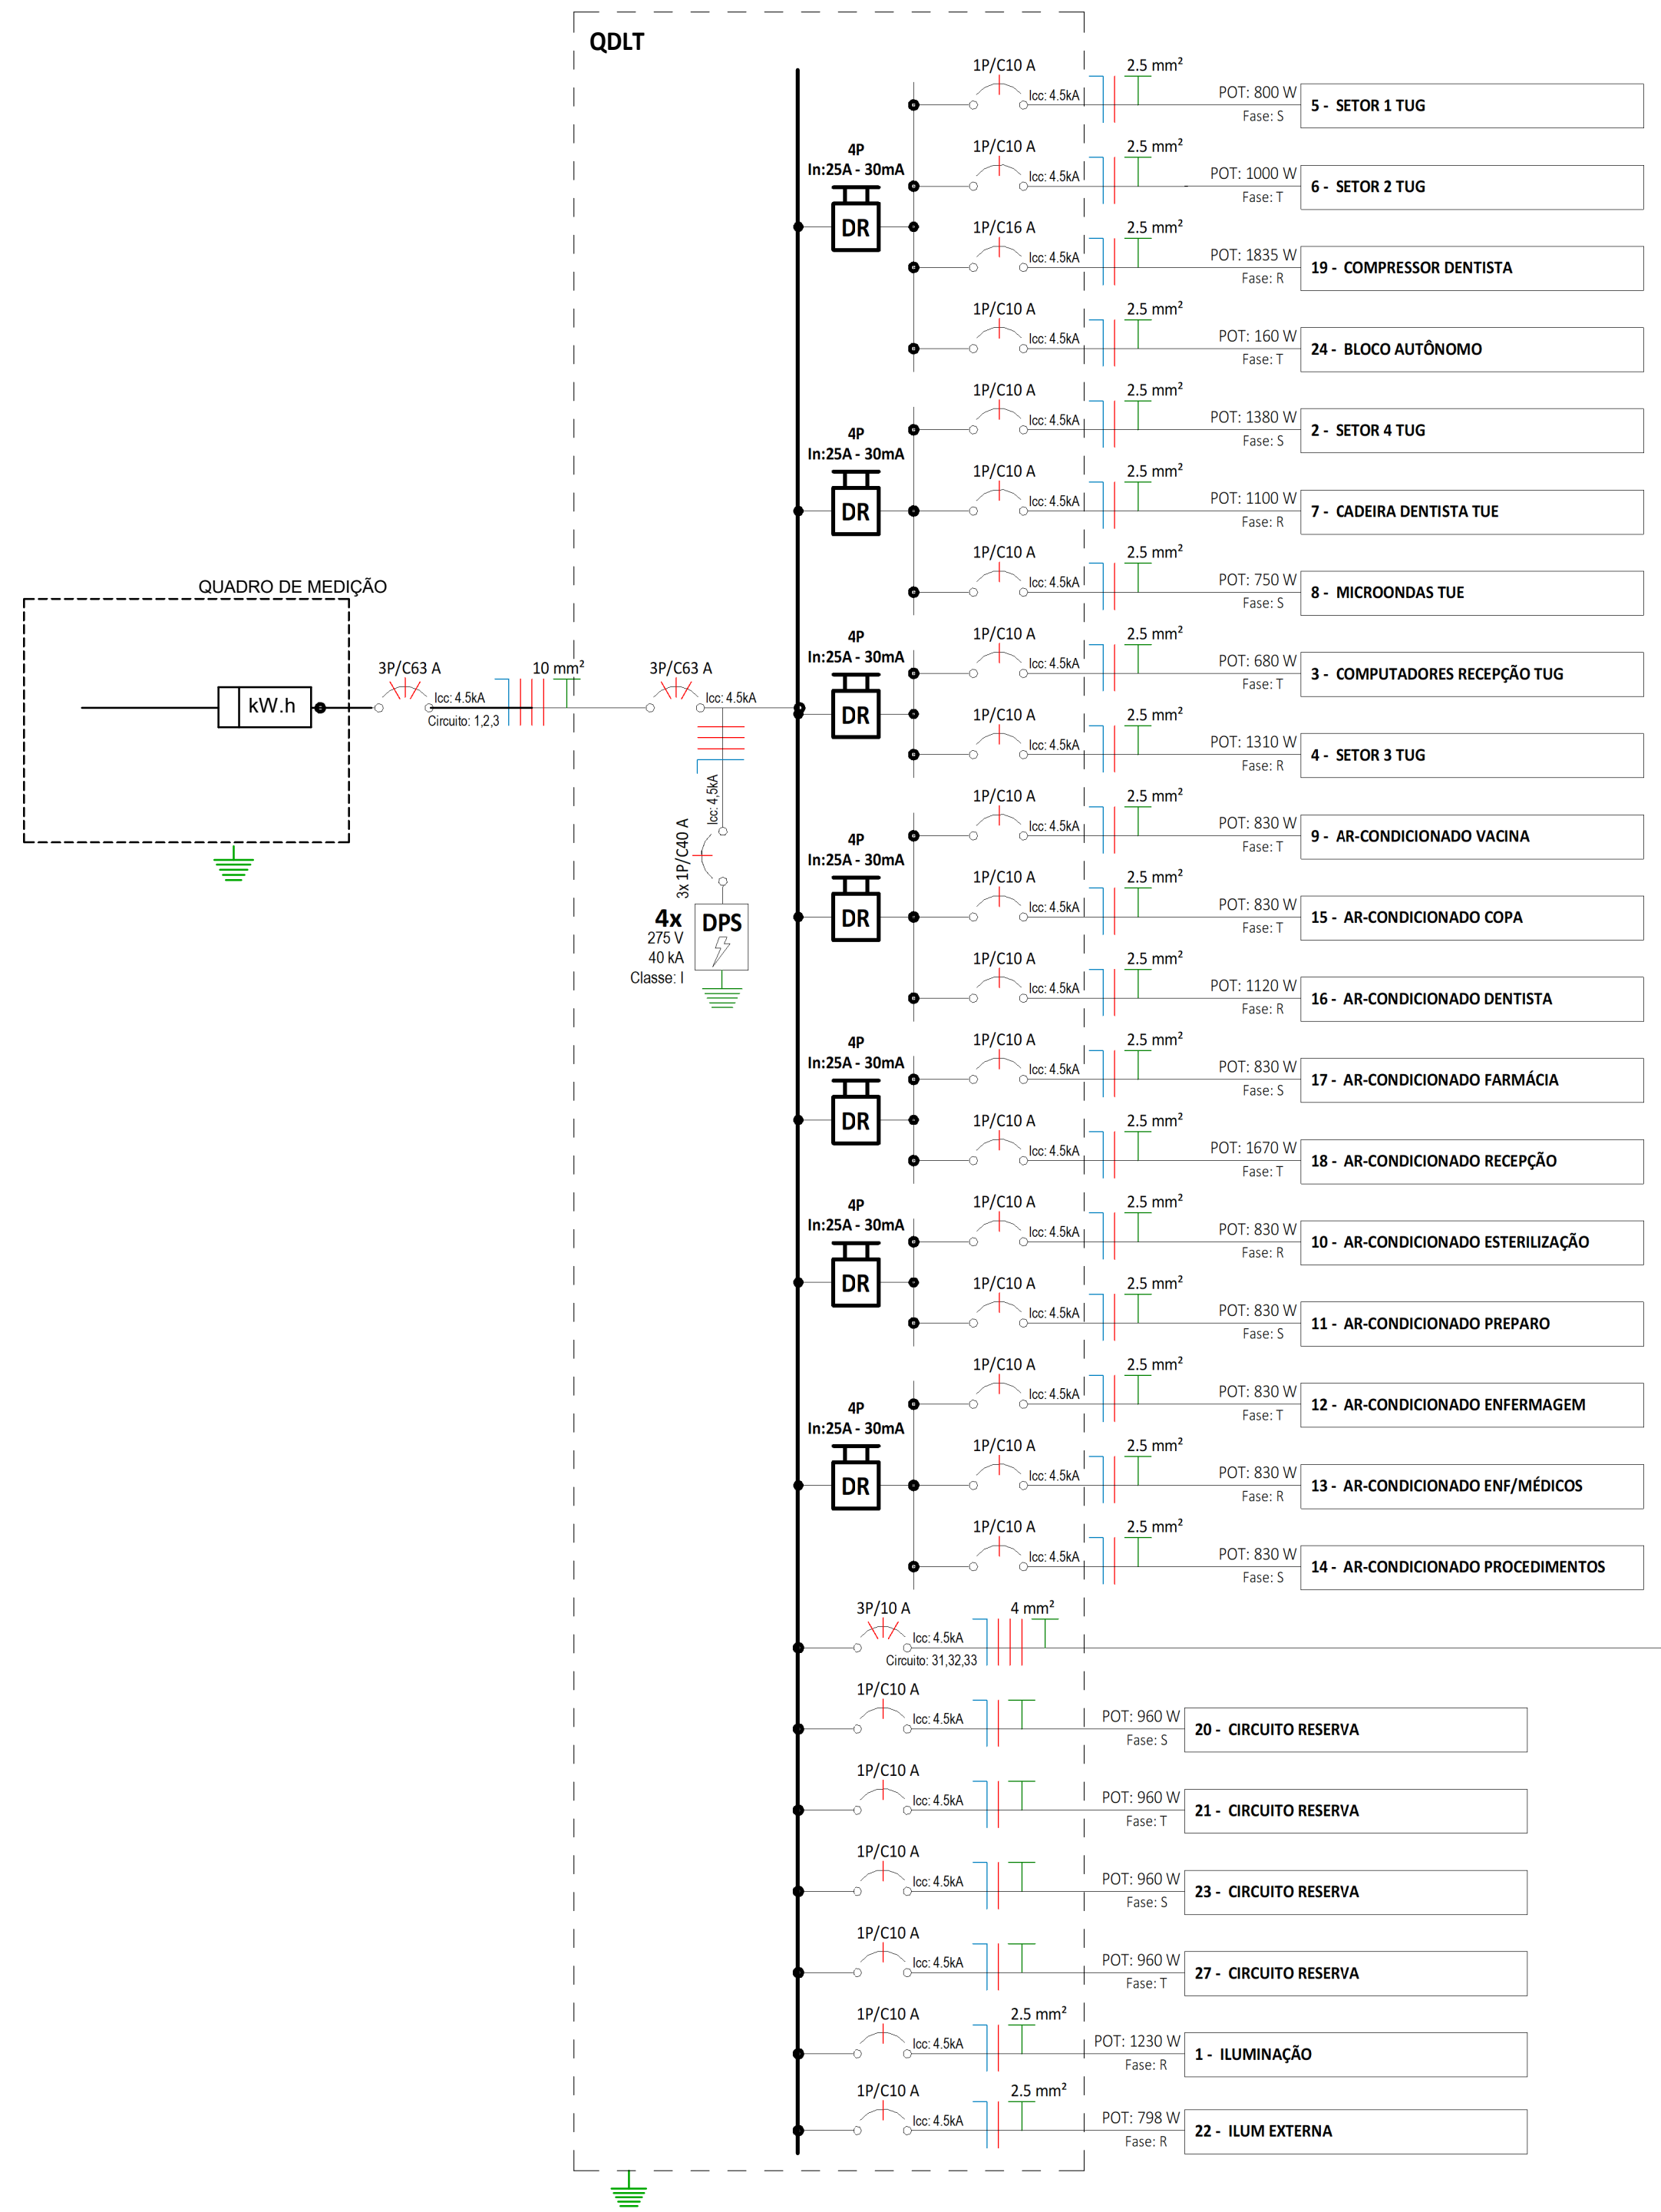 QDLT
QUADRO DE MEDIÇÃO
kW.h
3P/C63 A
Icc: 4.5kA
Circuito: 1,2,3
10 mm²
3P/C63 A
Icc: 4.5kA
Icc: 4,5kA
3x 1P/C40 A
4x
275 V
40 kA
Classe: I
DPS
4P
In:25A - 30mA
DR
1P/C10 A
Icc: 4.5kA
2.5 mm²
POT: 800 W
Fase: S
5 - SETOR 1 TUG
1P/C10 A
Icc: 4.5kA
2.5 mm²
POT: 1000 W
Fase: T
6 - SETOR 2 TUG
1P/C16 A
Icc: 4.5kA
2.5 mm²
POT: 1835 W
Fase: R
19 - COMPRESSOR DENTISTA
1P/C10 A
Icc: 4.5kA
2.5 mm²
POT: 160 W
Fase: T
24 - BLOCO AUTÔNOMO
4P
In:25A - 30mA
DR
1P/C10 A
Icc: 4.5kA
2.5 mm²
POT: 1380 W
Fase: S
2 - SETOR 4 TUG
1P/C10 A
Icc: 4.5kA
2.5 mm²
POT: 1100 W
Fase: R
7 - CADEIRA DENTISTA TUE
1P/C10 A
Icc: 4.5kA
2.5 mm²
POT: 750 W
Fase: S
8 - MICROONDAS TUE
4P
In:25A - 30mA
DR
1P/C10 A
Icc: 4.5kA
2.5 mm²
POT: 680 W
Fase: T
3 - COMPUTADORES RECEPÇÃO TUG
1P/C10 A
Icc: 4.5kA
2.5 mm²
POT: 1310 W
Fase: R
4 - SETOR 3 TUG
4P
In:25A - 30mA
DR
1P/C10 A
Icc: 4.5kA
2.5 mm²
POT: 830 W
Fase: T
9 - AR-CONDICIONADO VACINA
1P/C10 A
Icc: 4.5kA
2.5 mm²
POT: 830 W
Fase: T
15 - AR-CONDICIONADO COPA
1P/C10 A
Icc: 4.5kA
2.5 mm²
POT: 1120 W
Fase: R
16 - AR-CONDICIONADO DENTISTA
4P
In:25A - 30mA
DR
1P/C10 A
Icc: 4.5kA
2.5 mm²
POT: 830 W
Fase: S
17 - AR-CONDICIONADO FARMÁCIA
1P/C10 A
Icc: 4.5kA
2.5 mm²
POT: 1670 W
Fase: T
18 - AR-CONDICIONADO RECEPÇÃO
4P
In:25A - 30mA
DR
1P/C10 A
Icc: 4.5kA
2.5 mm²
POT: 830 W
Fase: R
10 - AR-CONDICIONADO ESTERILIZAÇÃO
1P/C10 A
Icc: 4.5kA
2.5 mm²
POT: 830 W
Fase: S
11 - AR-CONDICIONADO PREPARO
4P
In:25A - 30mA
DR
1P/C10 A
Icc: 4.5kA
2.5 mm²
POT: 830 W
Fase: T
12 - AR-CONDICIONADO ENFERMAGEM
1P/C10 A
Icc: 4.5kA
2.5 mm²
POT: 830 W
Fase: R
13 - AR-CONDICIONADO ENF/MÉDICOS
1P/C10 A
Icc: 4.5kA
2.5 mm²
POT: 830 W
Fase: S
14 - AR-CONDICIONADO PROCEDIMENTOS
3P/10 A
Icc: 4.5kA
Circuito: 31,32,33
4 mm²
1P/C10 A
Icc: 4.5kA
POT: 960 W
Fase: S
20 - CIRCUITO RESERVA
1P/C10 A
Icc: 4.5kA
POT: 960 W
Fase: T
21 - CIRCUITO RESERVA
1P/C10 A
Icc: 4.5kA
POT: 960 W
Fase: S
23 - CIRCUITO RESERVA
1P/C10 A
Icc: 4.5kA
POT: 960 W
Fase: T
27 - CIRCUITO RESERVA
1P/C10 A
Icc: 4.5kA
2.5 mm²
POT: 1230 W
Fase: R
1 - ILUMINAÇÃO
1P/C10 A
Icc: 4.5kA
2.5 mm²
POT: 798 W
Fase: R
22 - ILUM EXTERNA